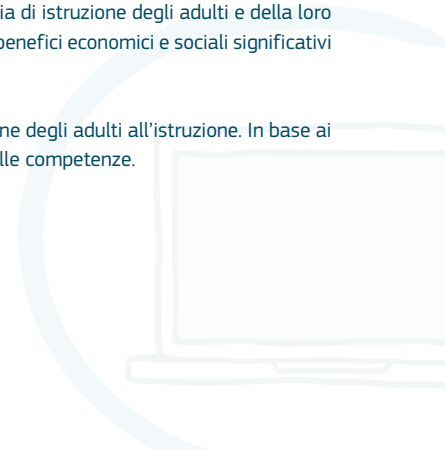 ia di istruzione degli adulti e della loro
benefici economici e sociali significativi
ne degli adulti all'istruzione. In base ai
lle competenze.